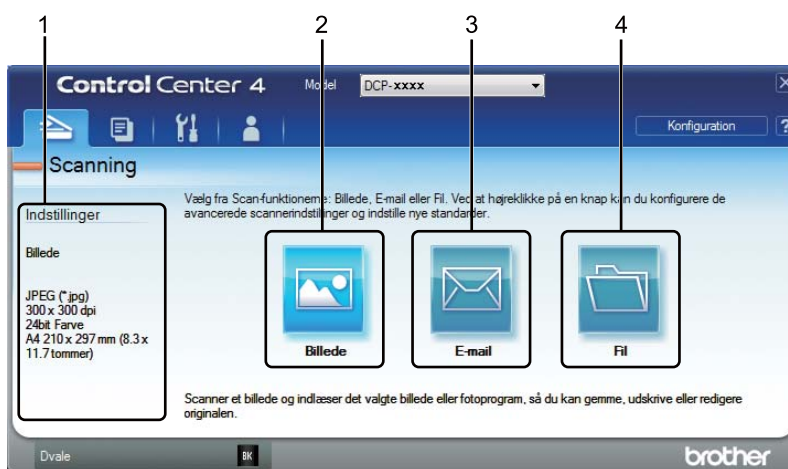 1 2 3 4
Control Center 4 Model DCP-xxxx
Konfiguration ?
Scanning
Vælg fra Scan-funktionerne: Billede, E-mail eller Fil. Ved at højreklikke på en knap kan du konfigurere de
avancerede scannerindstillinger og indstille nye standarder.
Indstillinger
Billede
JPEG (*.jpg)
300 x 300 dpi
24bit Farve
A4 210 x 297 mm (8.3 x
11.7 tommer)
Billede E-mail Fil
Scanner et billede og indlæser det valgte billede eller fotoprogram, så du kan gemme, udskrive eller redigere
originalen.
Dvale BK brother